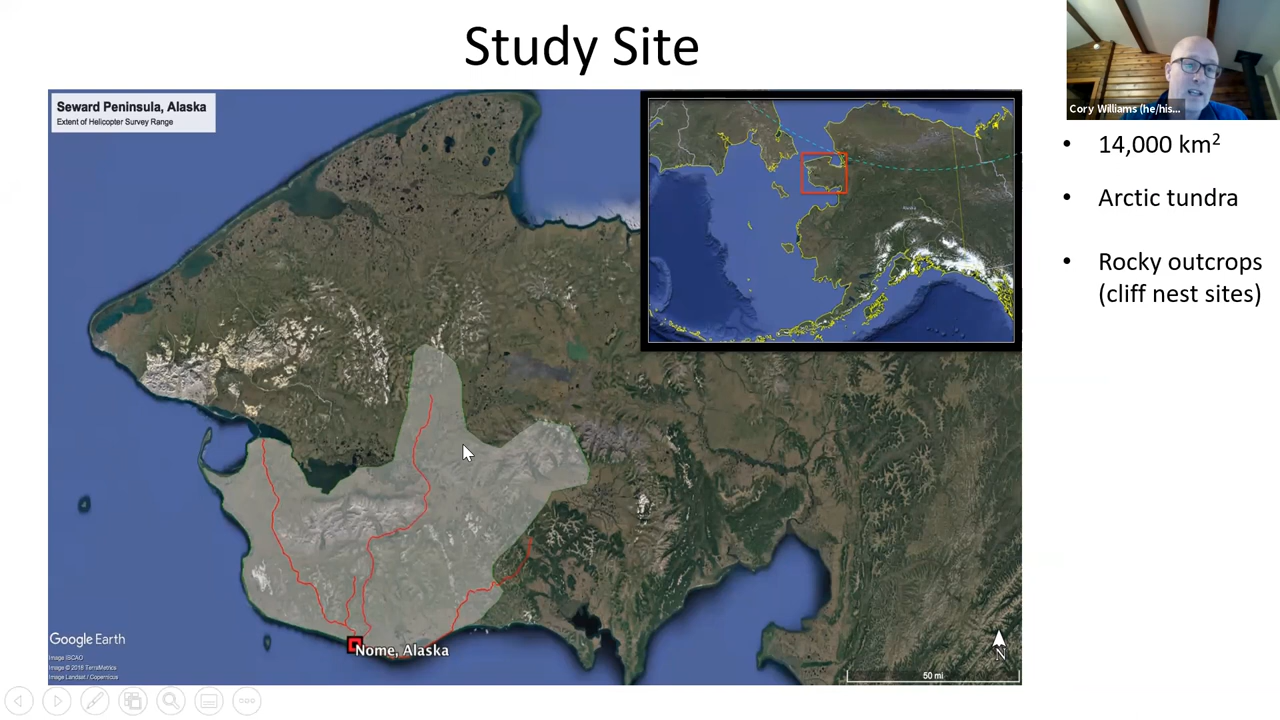 Study Site
Seward Peninsula, Alaska
Extent of Helicopter Survey Range
Cory Williams (he/his...
• 14,000 km²
• Arctic tundra
• Rocky outcrops
(cliff nest sites)
Nome, Alaska
Google Earth
Image IBCAO
Image © 2018 TerraMetrics
Image Landsat / Copernicus
N
50 mi